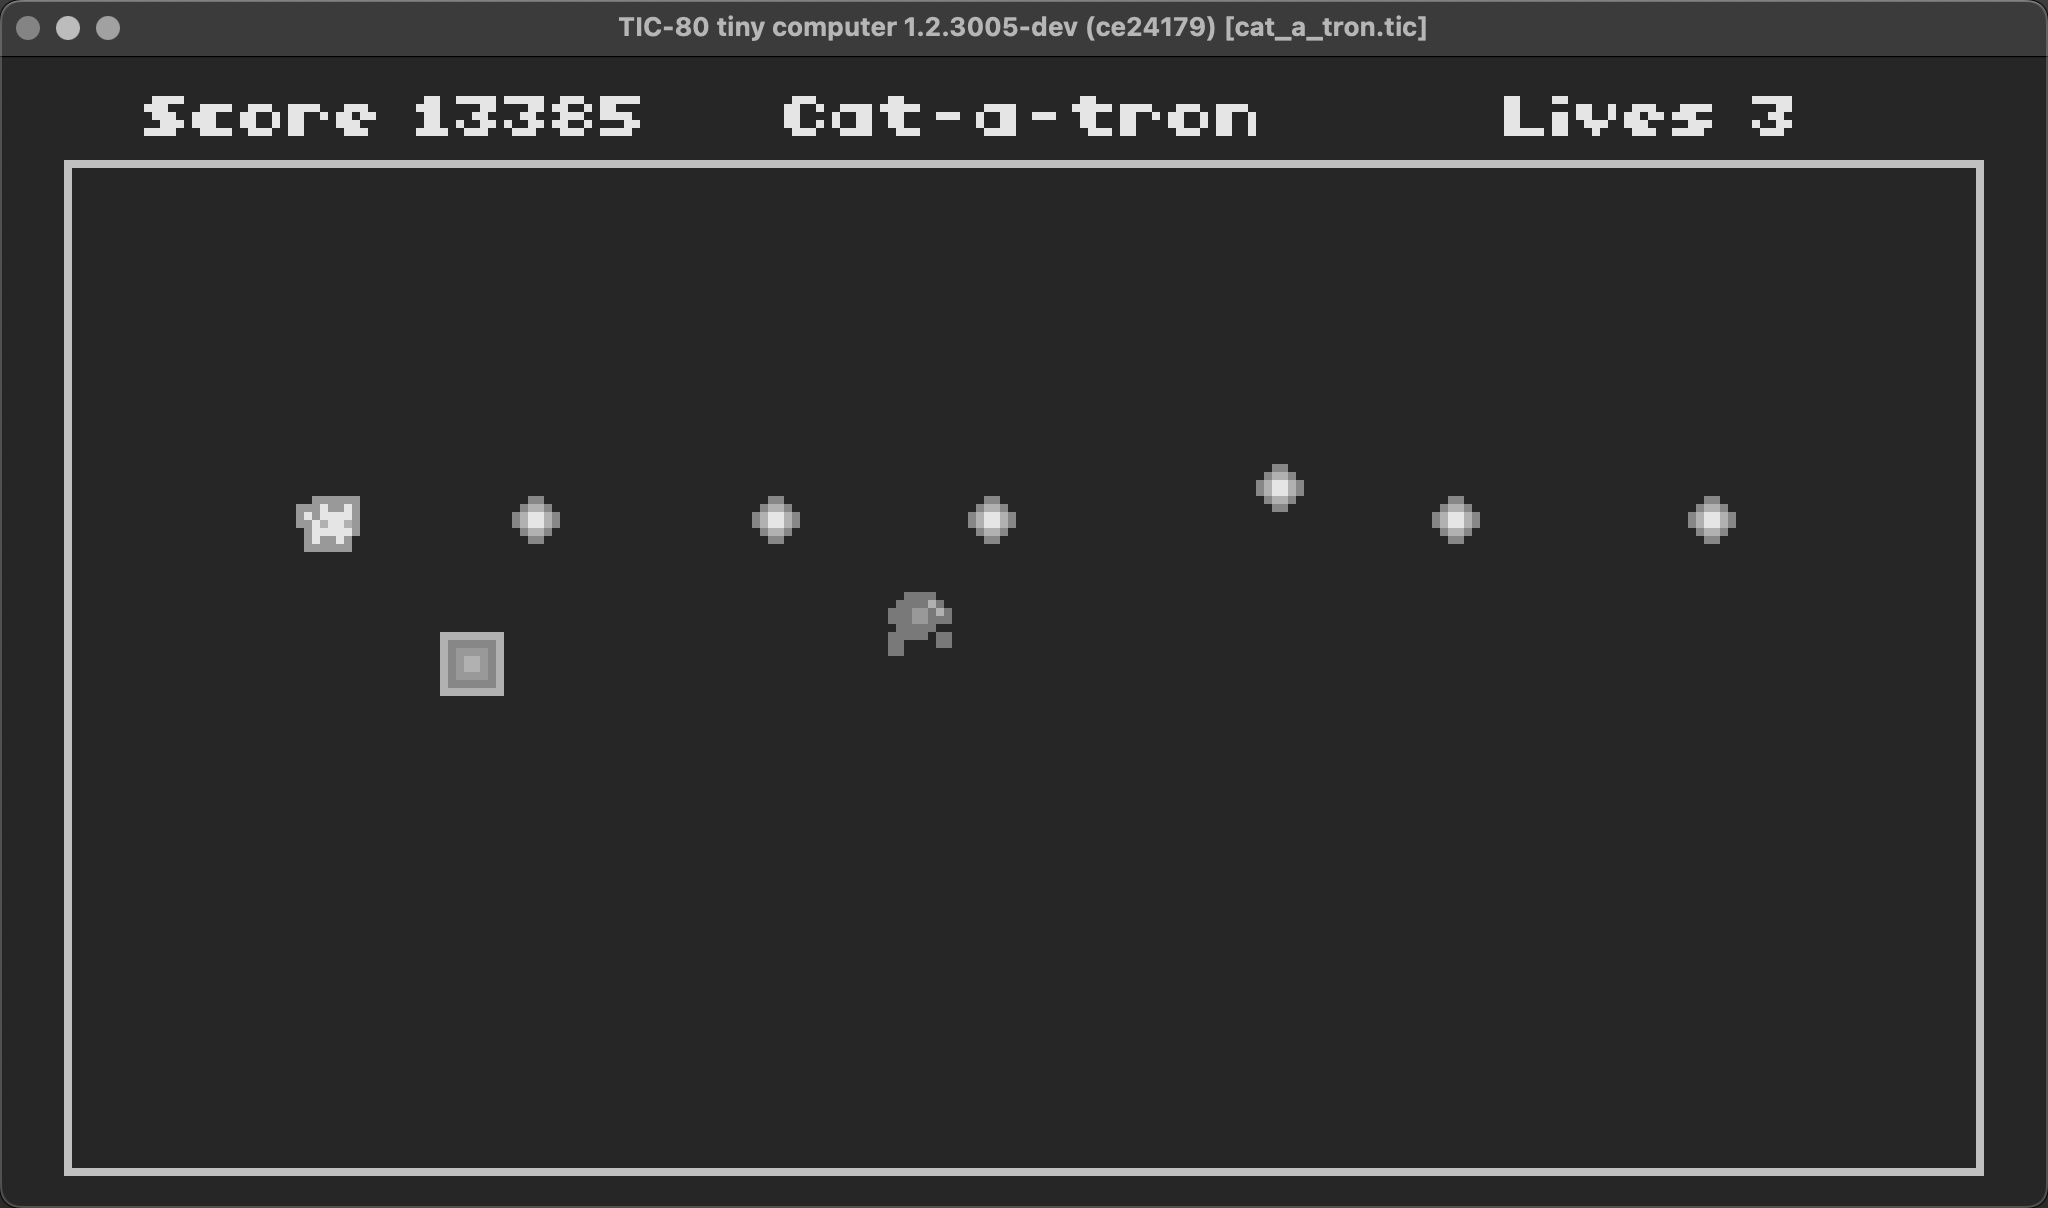 TIC-80 tiny computer 1.2.3005-dev (ce24179) [cat_a_tron.tic]
Score 13385 Cat-a-tron Lives 3